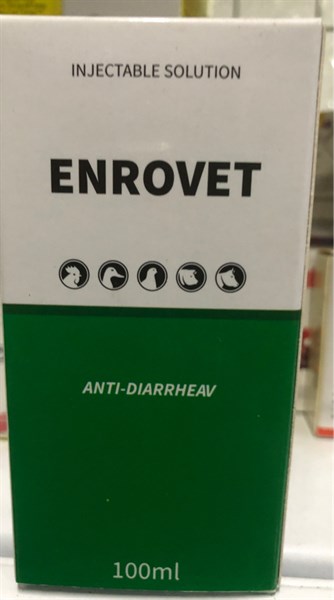 INJECTABLE SOLUTION
ENROVET
ANTI-DIARRHEAV
100ml